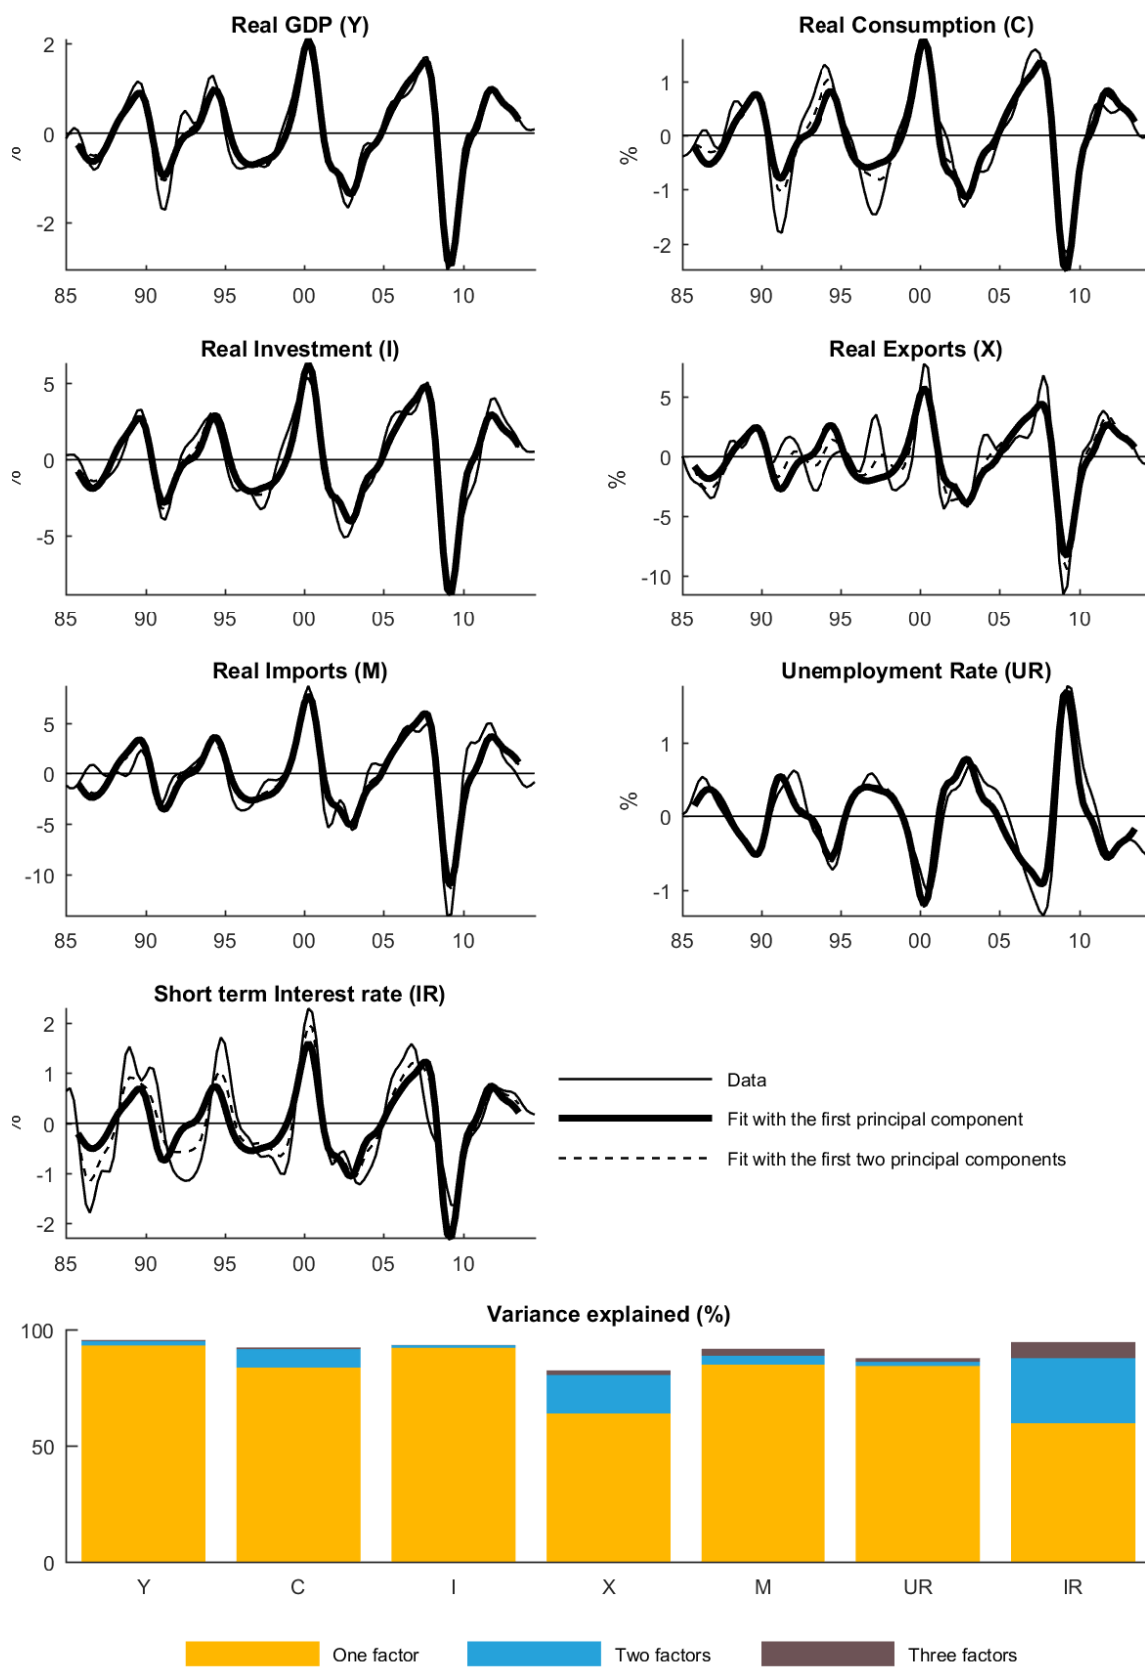 Real GDP (Y)
2
0
-2
%
85 90 95 00 05 10
Real Consumption (C)
1
0
-1
-2
%
85 90 95 00 05 10
Real Investment (I)
5
0
-5
%
85 90 95 00 05 10
Real Exports (X)
5
0
-5
-10
%
85 90 95 00 05 10
Real Imports (M)
5
0
-5
-10
85 90 95 00 05 10
Unemployment Rate (UR)
1
0
-1
%
85 90 95 00 05 10
Short term Interest rate (IR)
2
1
0
-1
-2
%
85 90 95 00 05 10
Data
Fit with the first principal component
Fit with the first two principal components
Variance explained (%)
100
50
0
Y C I X M UR IR
One factor Two factors Three factors